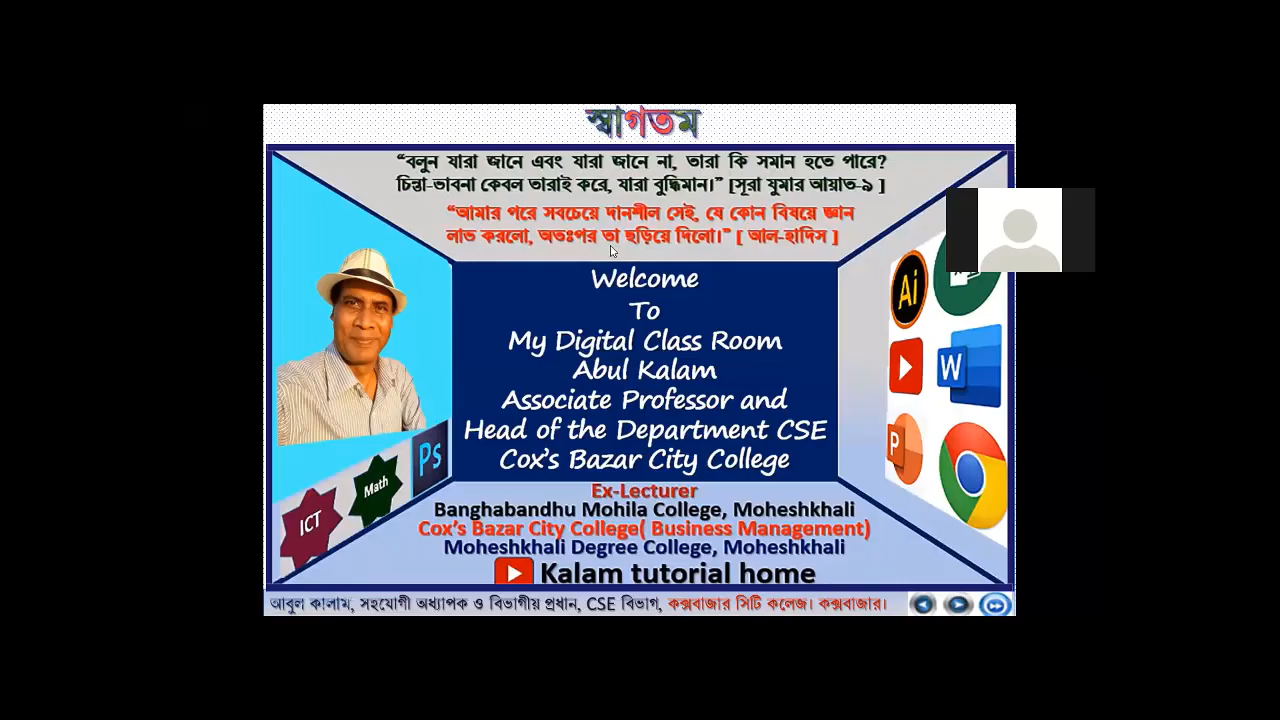 স্বাগতম
“বলুন যারা জানে এবং যারা জানে না, তারা কি সমান হতে পারে?
চিন্তা-ভাবনা কেবল তারাই করে, যারা বুদ্ধিমান।” [সূরা যুমার আয়াত-৯ ]
“আমার পরে সবচেয়ে দানশীল সেই, যে কোন বিষয়ে জ্ঞান
লাভ করলো, অতঃপর তা ছড়িয়ে দিলো।” [ আল-হাদিস ]
Welcome
To
My Digital Class Room
Abul Kalam
Associate Professor and
Head of the Department CSE
Cox’s Bazar City College
Ai
W
P
Ps
Math
ICT
Ex-Lecturer
Banghabandhu Mohila College, Moheshkhali
Cox’s Bazar City College( Business Management)
Moheshkhali Degree College, Moheshkhali
Kalam tutorial home
আবুল কালাম, সহযোগী অধ্যাপক ও বিভাগীয় প্রধান, CSE বিভাগ, কক্সবাজার সিটি কলেজ। কক্সবাজার।